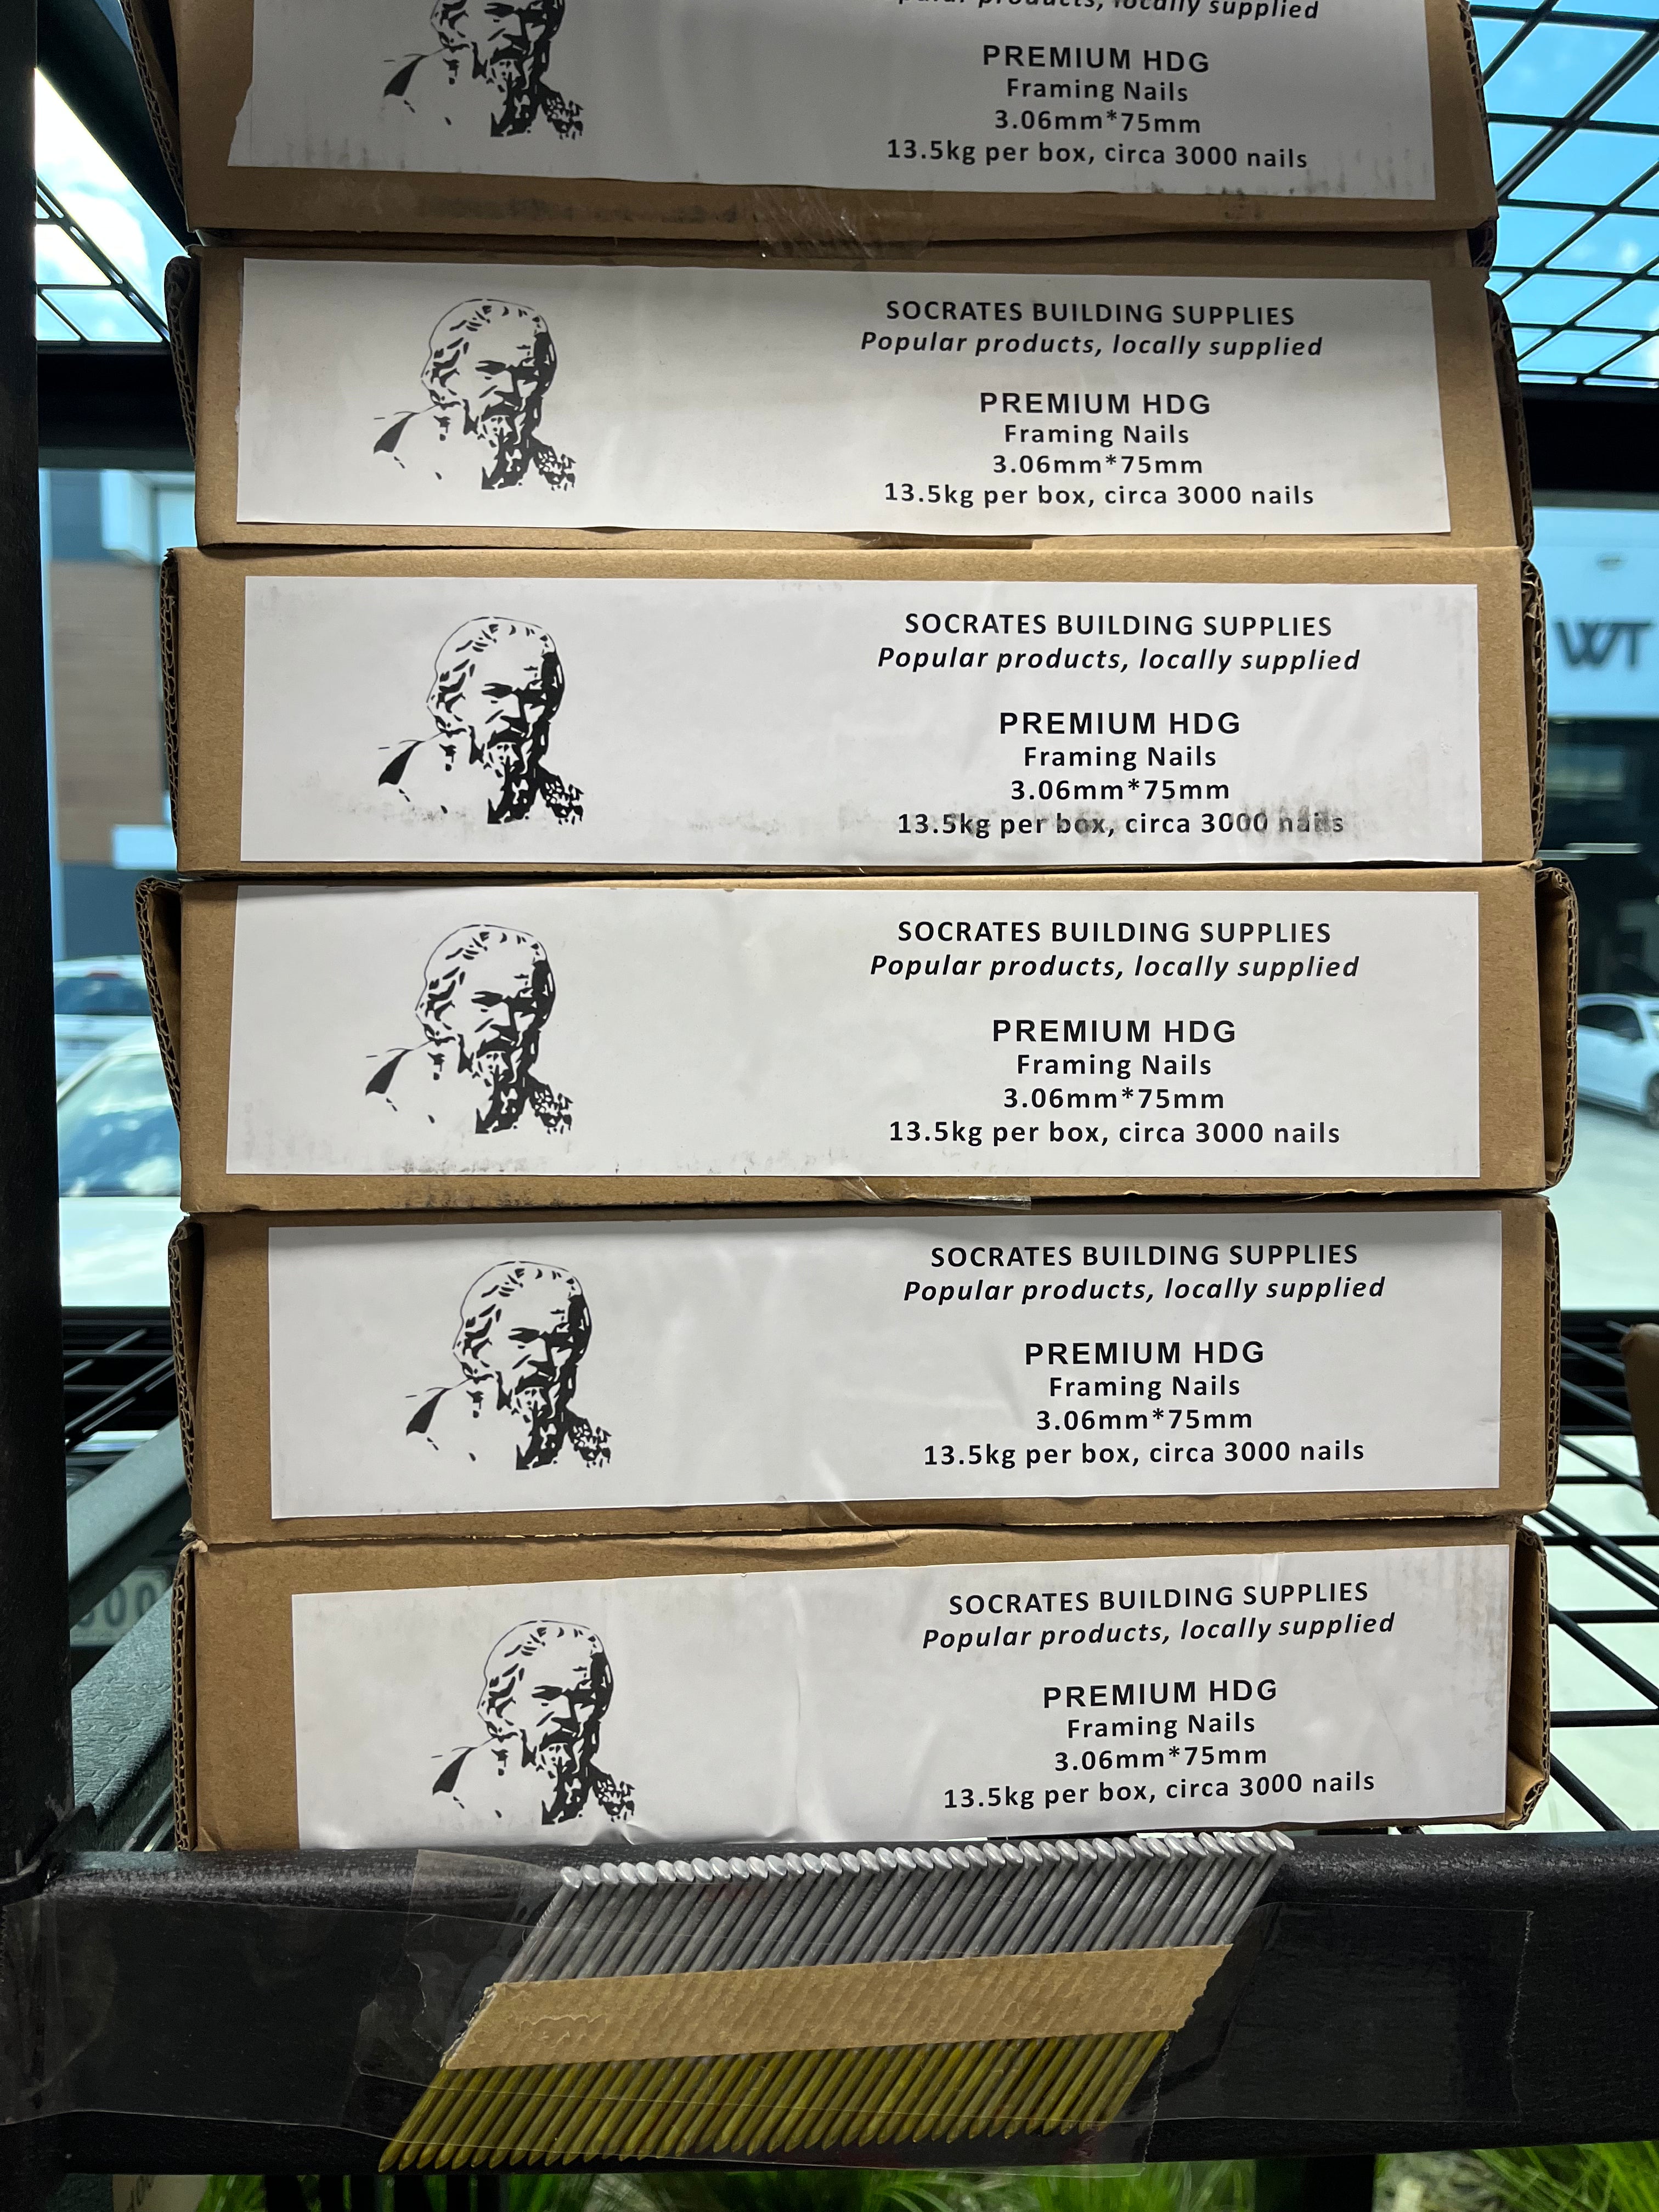 Popular products, locally supplied
PREMIUM HDG
Framing Nails
3.06mm*75mm
13.5kg per box, circa 3000 nails
SOCRATES BUILDING SUPPLIES
Popular products, locally supplied
PREMIUM HDG
Framing Nails
3.06mm*75mm
13.5kg per box, circa 3000 nails
SOCRATES BUILDING SUPPLIES
Popular products, locally supplied
PREMIUM HDG
Framing Nails
3.06mm*75mm
13.5kg per box, circa 3000 nails
WT
SOCRATES BUILDING SUPPLIES
Popular products, locally supplied
PREMIUM HDG
Framing Nails
3.06mm*75mm
13.5kg per box, circa 3000 nails
SOCRATES BUILDING SUPPLIES
Popular products, locally supplied
PREMIUM HDG
Framing Nails
3.06mm*75mm
13.5kg per box, circa 3000 nails
SOCRATES BUILDING SUPPLIES
Popular products, locally supplied
PREMIUM HDG
Framing Nails
3.06mm*75mm
13.5kg per box, circa 3000 nails